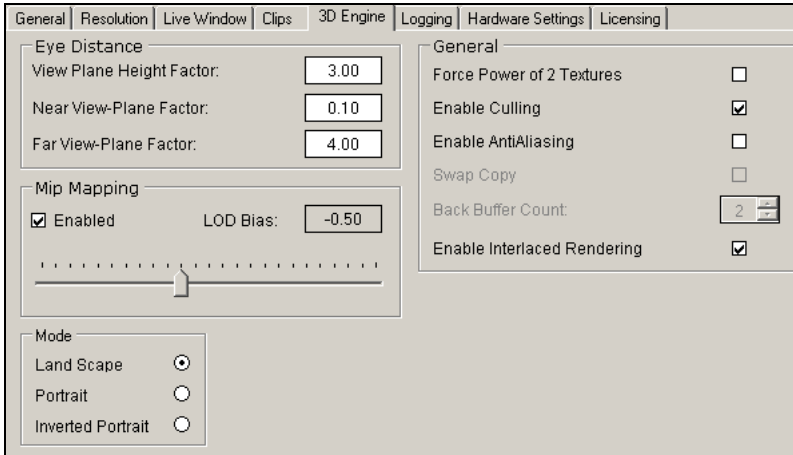 General Resolution Live Window Clips 3D Engine Logging Hardware Settings Licensing
Eye Distance
View Plane Height Factor: 3.00
Near View-Plane Factor: 0.10
Far View-Plane Factor: 4.00
Mip Mapping
Enabled LOD Bias: -0.50
Mode
Land Scape
Portrait
Inverted Portrait
General
Force Power of 2 Textures
Enable Culling
Enable AntiAliasing
Swap Copy
Back Buffer Count: 2
Enable Interlaced Rendering